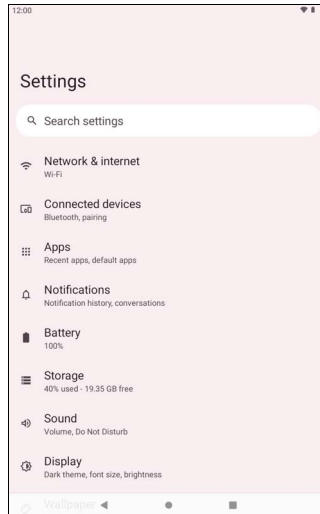 12:00
Settings
Search settings
Network & internet
Wi-Fi
Connected devices
Bluetooth, pairing
Apps
Recent apps, default apps
Notifications
Notification history, conversations
Battery
100%
Storage
40% used - 19.35 GB free
Sound
Volume, Do Not Disturb
Display
Dark theme, font size, brightness
Wallpaper